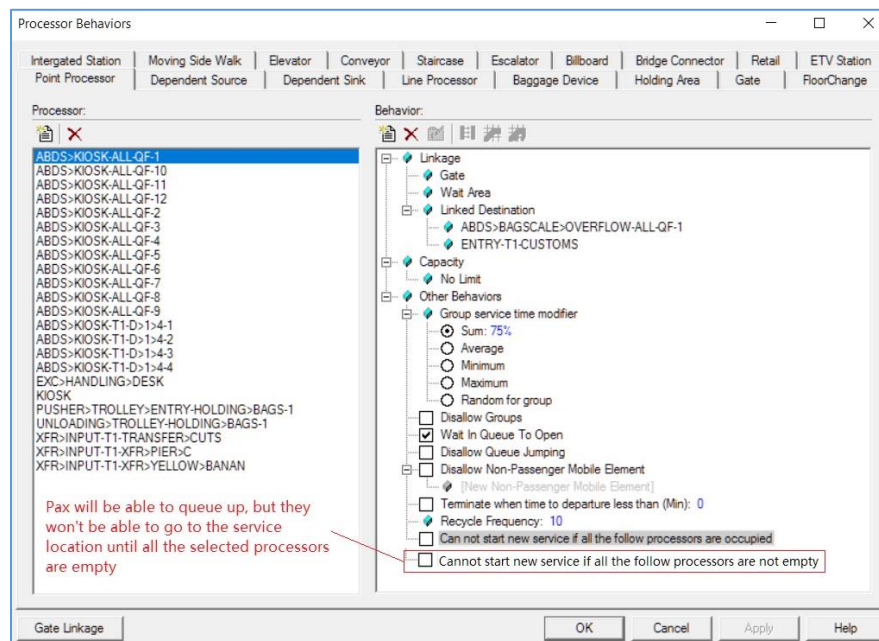 Processor Behaviors
Intergated Station
Moving Side Walk
Elevator
Conveyor
Staircase
Escalator
Billboard
Bridge Connector
Retail
ETV Station
Point Processor
Dependent Source
Dependent Sink
Line Processor
Baggage Device
Holding Area
Gate
FloorChange
Processor:
ABDS>KIOSK-ALL-QF-1
ABDS>KIOSK-ALL-QF-10
ABDS>KIOSK-ALL-QF-11
ABDS>KIOSK-ALL-QF-12
ABDS>KIOSK-ALL-QF-2
ABDS>KIOSK-ALL-QF-3
ABDS>KIOSK-ALL-QF-4
ABDS>KIOSK-ALL-QF-5
ABDS>KIOSK-ALL-QF-6
ABDS>KIOSK-ALL-QF-7
ABDS>KIOSK-ALL-QF-8
ABDS>KIOSK-ALL-QF-9
ABDS>KIOSK-T1-D>1>4-1
ABDS>KIOSK-T1-D>1>4-2
ABDS>KIOSK-T1-D>1>4-3
ABDS>KIOSK-T1-D>1>4-4
EXC>HANDLING>DESK
KIOSK
PUSHER>TROLLEY>ENTRY-HOLDING>BAGS-1
UNLOADING>TROLLEY-HOLDING>BAGS-1
XFR>INPUT-T1-TRANSFER>CUTS
XFR>INPUT-T1-XFR>PIER>C
XFR>INPUT-T1-XFR>YELLOW>BANAN
Pax will be able to queue up, but they
won't be able to go to the service
location until all the selected processors
are empty
Behavior:
Linkage
Gate
Wait Area
Linked Destination
ABDS>BAGSCALE>OVERFLOW-ALL-QF-1
ENTRY-T1-CUSTOMS
Capacity
No Limit
Other Behaviors
Group service time modifier
Sum: 75%
Average
Minimum
Maximum
Random for group
Disallow Groups
Wait In Queue To Open
Disallow Queue Jumping
Disallow Non-Passenger Mobile Element
[New Non-Passenger Mobile Element]
Terminate when time to departure less than (Min): 0
Recycle Frequency: 10
Can not start new service if all the follow processors are occupied
Cannot start new service if all the follow processors are not empty
Gate Linkage
OK
Cancel
Apply
Help